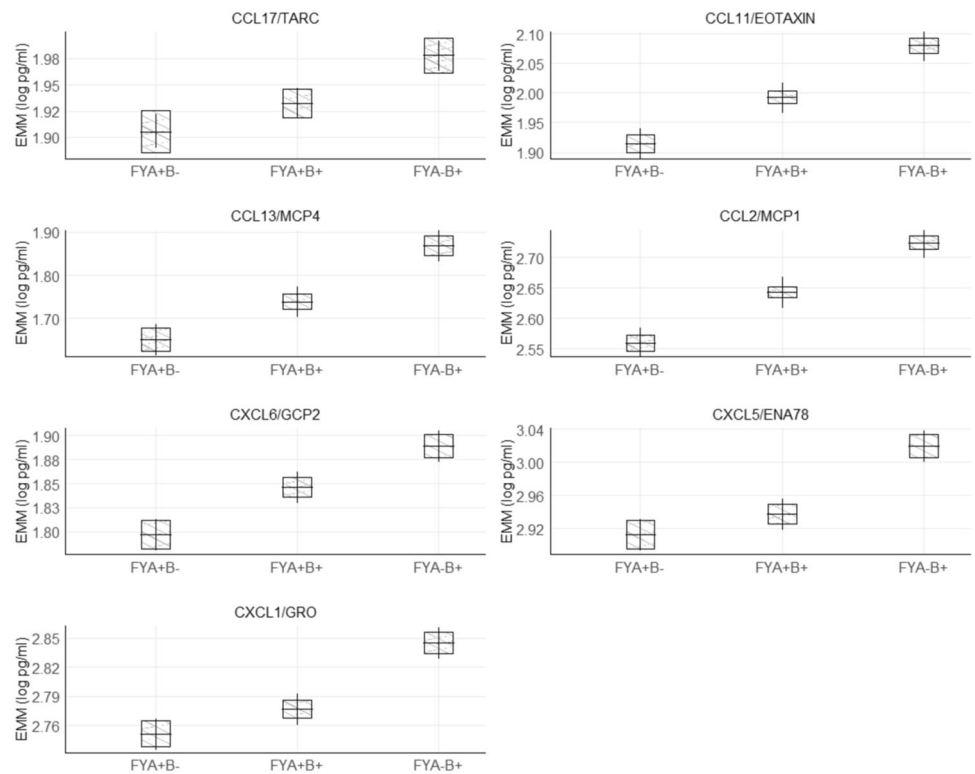 CCL17/TARC
EMM (log pg/ml)
1.98
1.95
1.92
1.90
FYA+B- FYA+B+ FYA-B+
CCL11/EOTAXIN
EMM (log pg/ml)
2.10
2.05
2.00
1.95
1.90
FYA+B- FYA+B+ FYA-B+
CCL13/MCP4
EMM (log pg/ml)
1.90
1.80
1.70
FYA+B- FYA+B+ FYA-B+
CCL2/MCP1
EMM (log pg/ml)
2.70
2.65
2.60
2.55
FYA+B- FYA+B+ FYA-B+
CXCL6/GCP2
EMM (log pg/ml)
1.90
1.88
1.85
1.83
1.80
FYA+B- FYA+B+ FYA-B+
CXCL5/ENA78
EMM (log pg/ml)
3.04
3.00
2.96
2.92
FYA+B- FYA+B+ FYA-B+
CXCL1/GRO
EMM (log pg/ml)
2.85
2.82
2.79
2.76
FYA+B- FYA+B+ FYA-B+